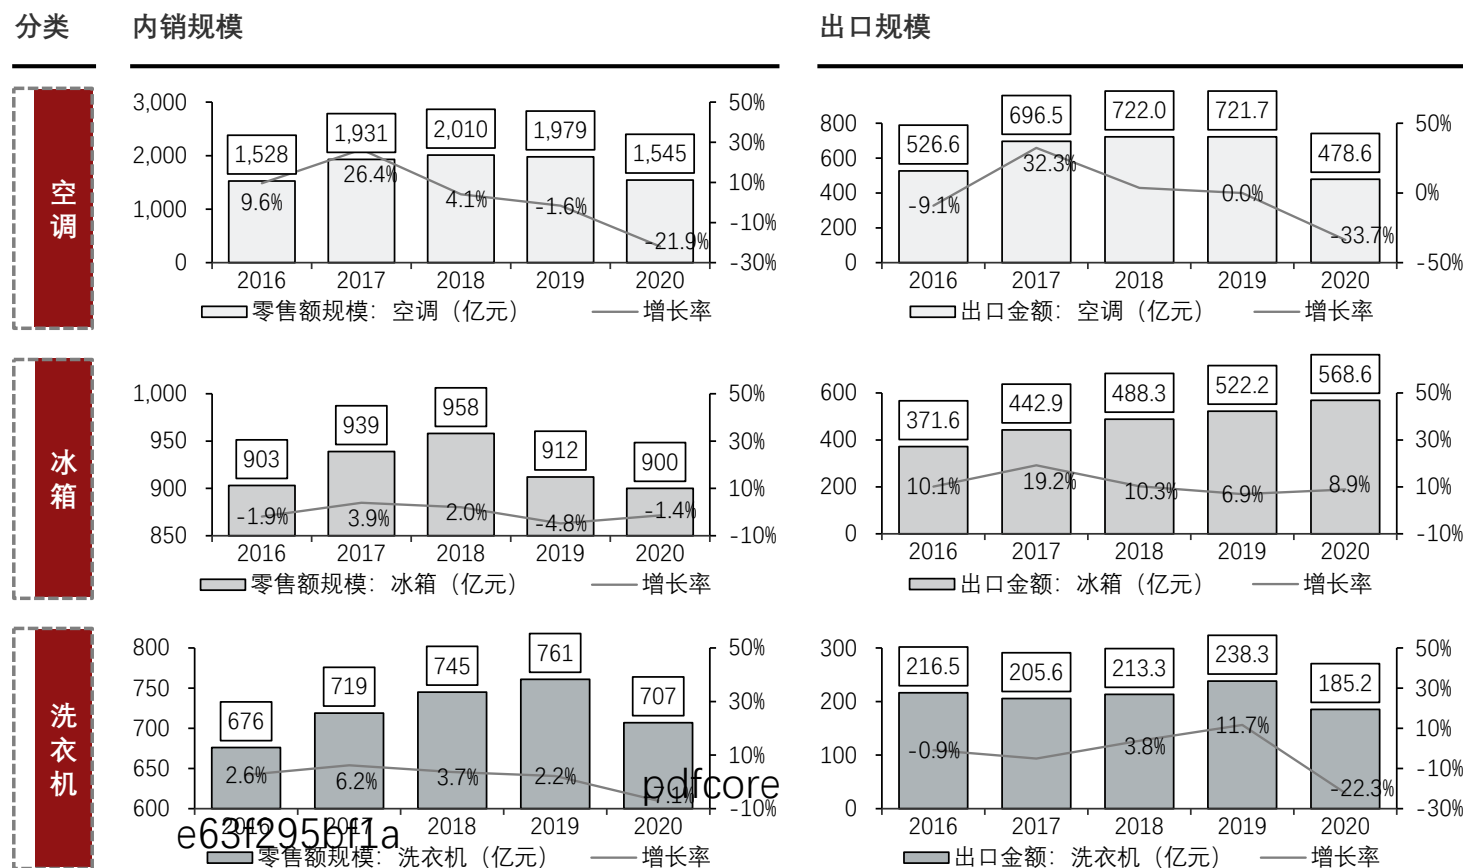 分类 内销规模 出口规模
空调
3,000 50%
2,000 30%
1,000 10%
0 -10%
-30%
1,528 1,931 2,010 1,979 1,545
9.6% 26.4% 4.1% -1.6% -21.9%
2016 2017 2018 2019 2020
零售额规模：空调（亿元） 增长率
800 50%
600
400 0%
200
0 -50%
526.6 696.5 722.0 721.7 478.6
-9.1% 32.3% 0.0% -33.7%
2016 2017 2018 2019 2020
出口金额：空调（亿元） 增长率
冰箱
1,000 50%
950 30%
900 10%
850 -10%
903 939 958 912 900
-1.9% 3.9% 2.0% -4.8% -1.4%
2016 2017 2018 2019 2020
零售额规模：冰箱（亿元） 增长率
600 50%
400 30%
200 10%
0 -10%
371.6 442.9 488.3 522.2 568.6
10.1% 19.2% 10.3% 6.9% 8.9%
2016 2017 2018 2019 2020
出口金额：冰箱（亿元） 增长率
洗衣机
800 50%
750 30%
700
650 10%
600 -10%
676 719 745 761 707
2.6% 6.2% 3.7% 2.2% -7.1%
2016 2017 2018 2019 2020
零售额规模：洗衣机（亿元） 增长率
pdfcore
e63f295bf1a
300 50%
200 30%
100 10%
0 -10%
-30%
216.5 205.6 213.3 238.3 185.2
-0.9% 3.8% 11.7% -22.3%
2016 2017 2018 2019 2020
出口金额：洗衣机（亿元） 增长率